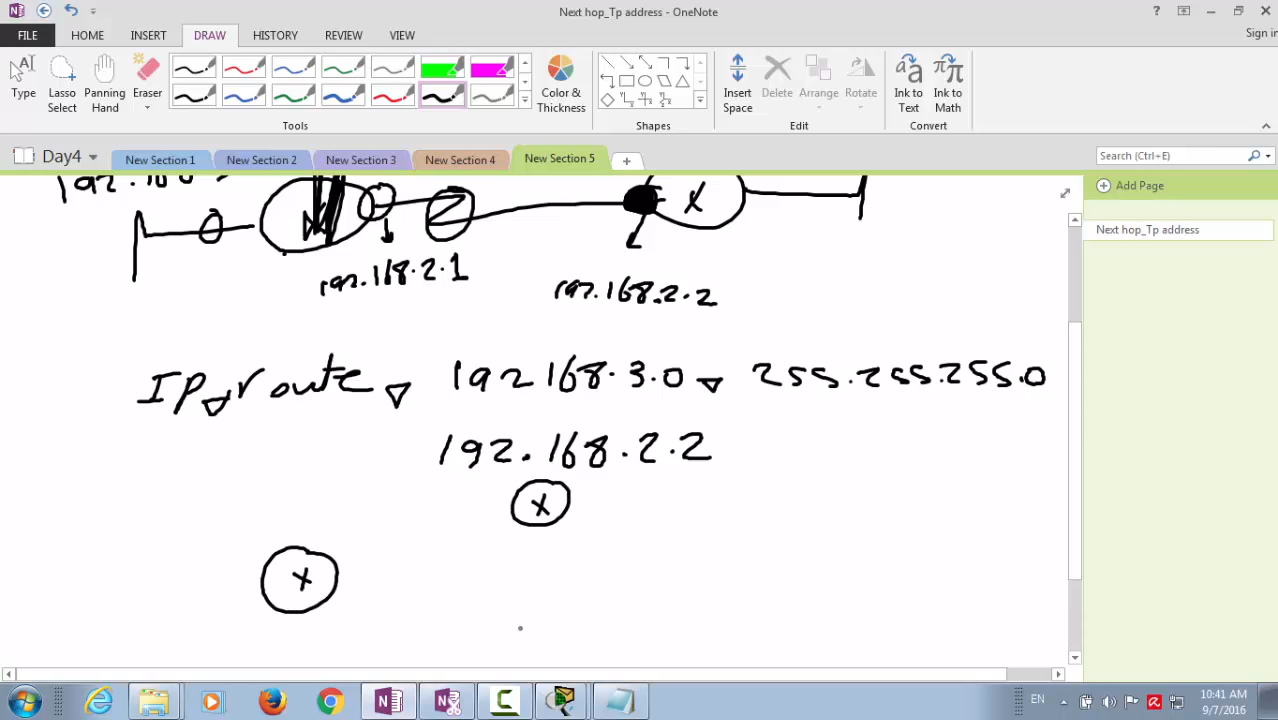 Next hop_Tp address - OneNote
? Sign in
FILE HOME INSERT DRAW HISTORY REVIEW VIEW
Type Lasso Select Panning Hand Eraser Color & Thickness Insert Space Delete Arrange Rotate Ink to Text Ink to Math
Tools Shapes Edit Convert
Day4 New Section 1 New Section 2 New Section 3 New Section 4 New Section 5
Search (Ctrl+E)
Add Page
Next hop_Tp address
X
192.168.2.1
192.168.2.2
IP route 192 168.3.0 255.255.255.0
192.168.2.2
X
X
EN
10:41 AM
9/7/2016